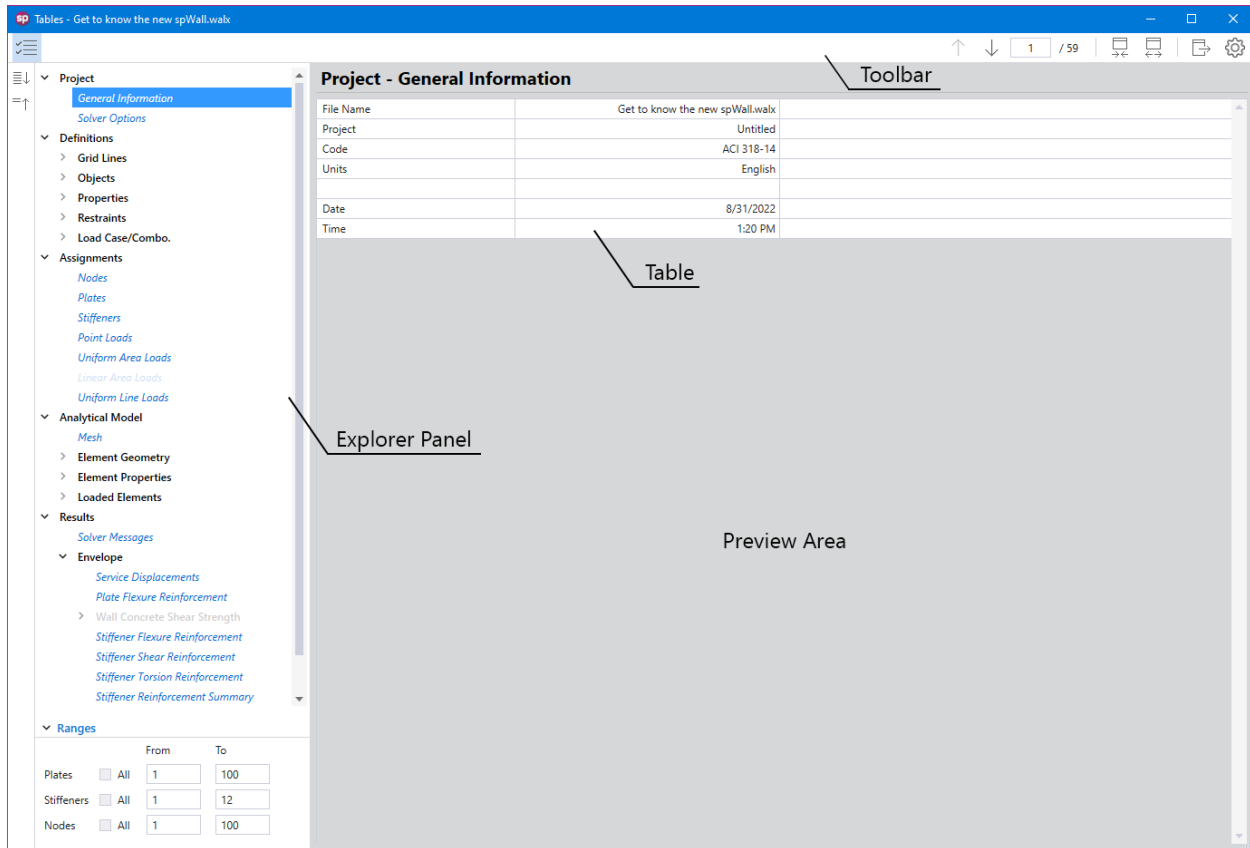 sp Tables - Get to know the new spWall.walx
1 / 59
Toolbar
Project
General Information
Solver Options
Definitions
Grid Lines
Objects
Properties
Restraints
Load Case/Combo.
Assignments
Nodes
Plates
Stiffeners
Point Loads
Uniform Area Loads
Linear Area Loads
Uniform Line Loads
Analytical Model
Mesh
Element Geometry
Element Properties
Loaded Elements
Results
Solver Messages
Envelope
Service Displacements
Plate Flexure Reinforcement
Wall Concrete Shear Strength
Stiffener Flexure Reinforcement
Stiffener Shear Reinforcement
Stiffener Torsion Reinforcement
Stiffener Reinforcement Summary
Ranges
From To
Plates All 1 100
Stiffeners All 1 12
Nodes All 1 100
Project - General Information
File Name Get to know the new spWall.walx
Project Untitled
Code ACI 318-14
Units English
Date 8/31/2022
Time 1:20 PM
Table
Explorer Panel
Preview Area